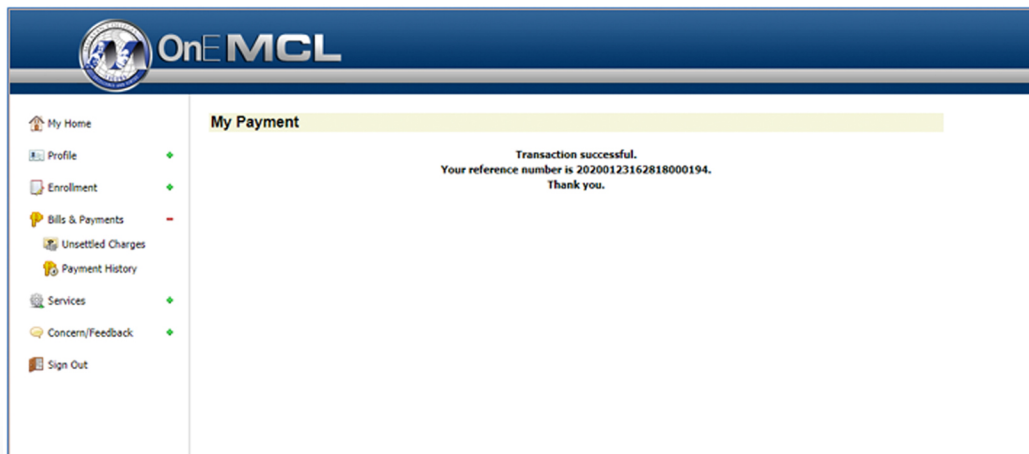 OnE MCL
My Home
Profile
Enrollment
Bills & Payments
Unsettled Charges
Payment History
Services
Concern/Feedback
Sign Out
My Payment
Transaction successful.
Your reference number is 20200123162818000194.
Thank you.